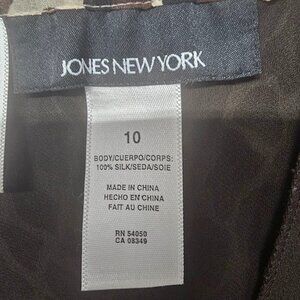 JONES NEW YORK
10
BODY/CUERPO/CORPS:
100% SILK/SEDA/SOIE
MADE IN CHINA
HECHO EN CHINA
FAIT AU CHINE
RN 54050
CA 08349